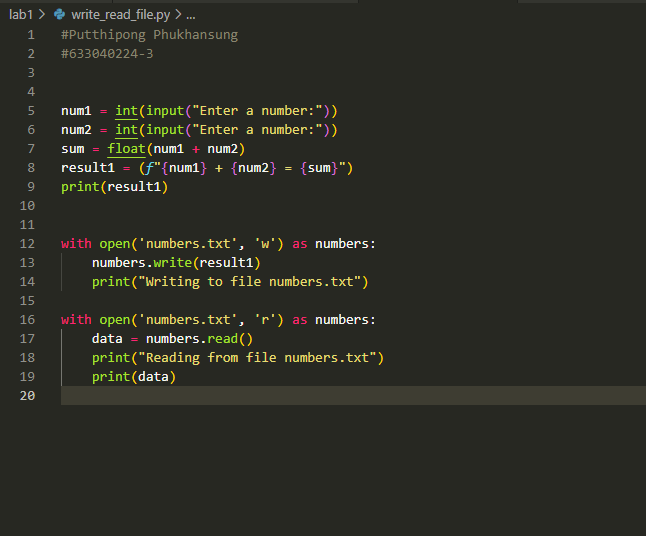 lab1 > write_read_file.py > ...
1 #Putthipong Phukhansung
2 #633040224-3
3
4
5 num1 = int(input("Enter a number:"))
6 num2 = int(input("Enter a number:"))
7 sum = float(num1 + num2)
8 result1 = (f"{num1} + {num2} = {sum}")
9 print(result1)
10
11
12 with open('numbers.txt', 'w') as numbers:
13     numbers.write(result1)
14     print("Writing to file numbers.txt")
15
16 with open('numbers.txt', 'r') as numbers:
17     data = numbers.read()
18     print("Reading from file numbers.txt")
19     print(data)
20